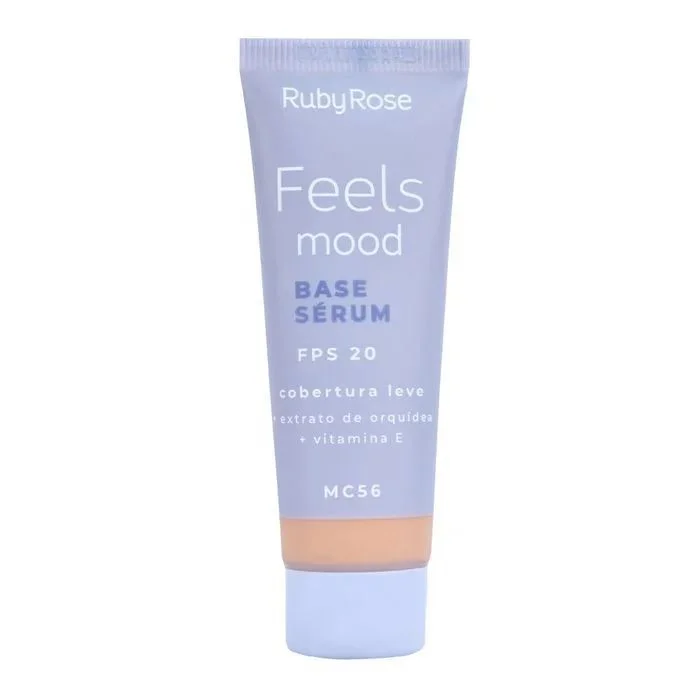 RubyRose
Feels
mood
BASE
SÉRUM
FPS 20
cobertura leve
+ extrato de orquídea
+ vitamina E
MC56